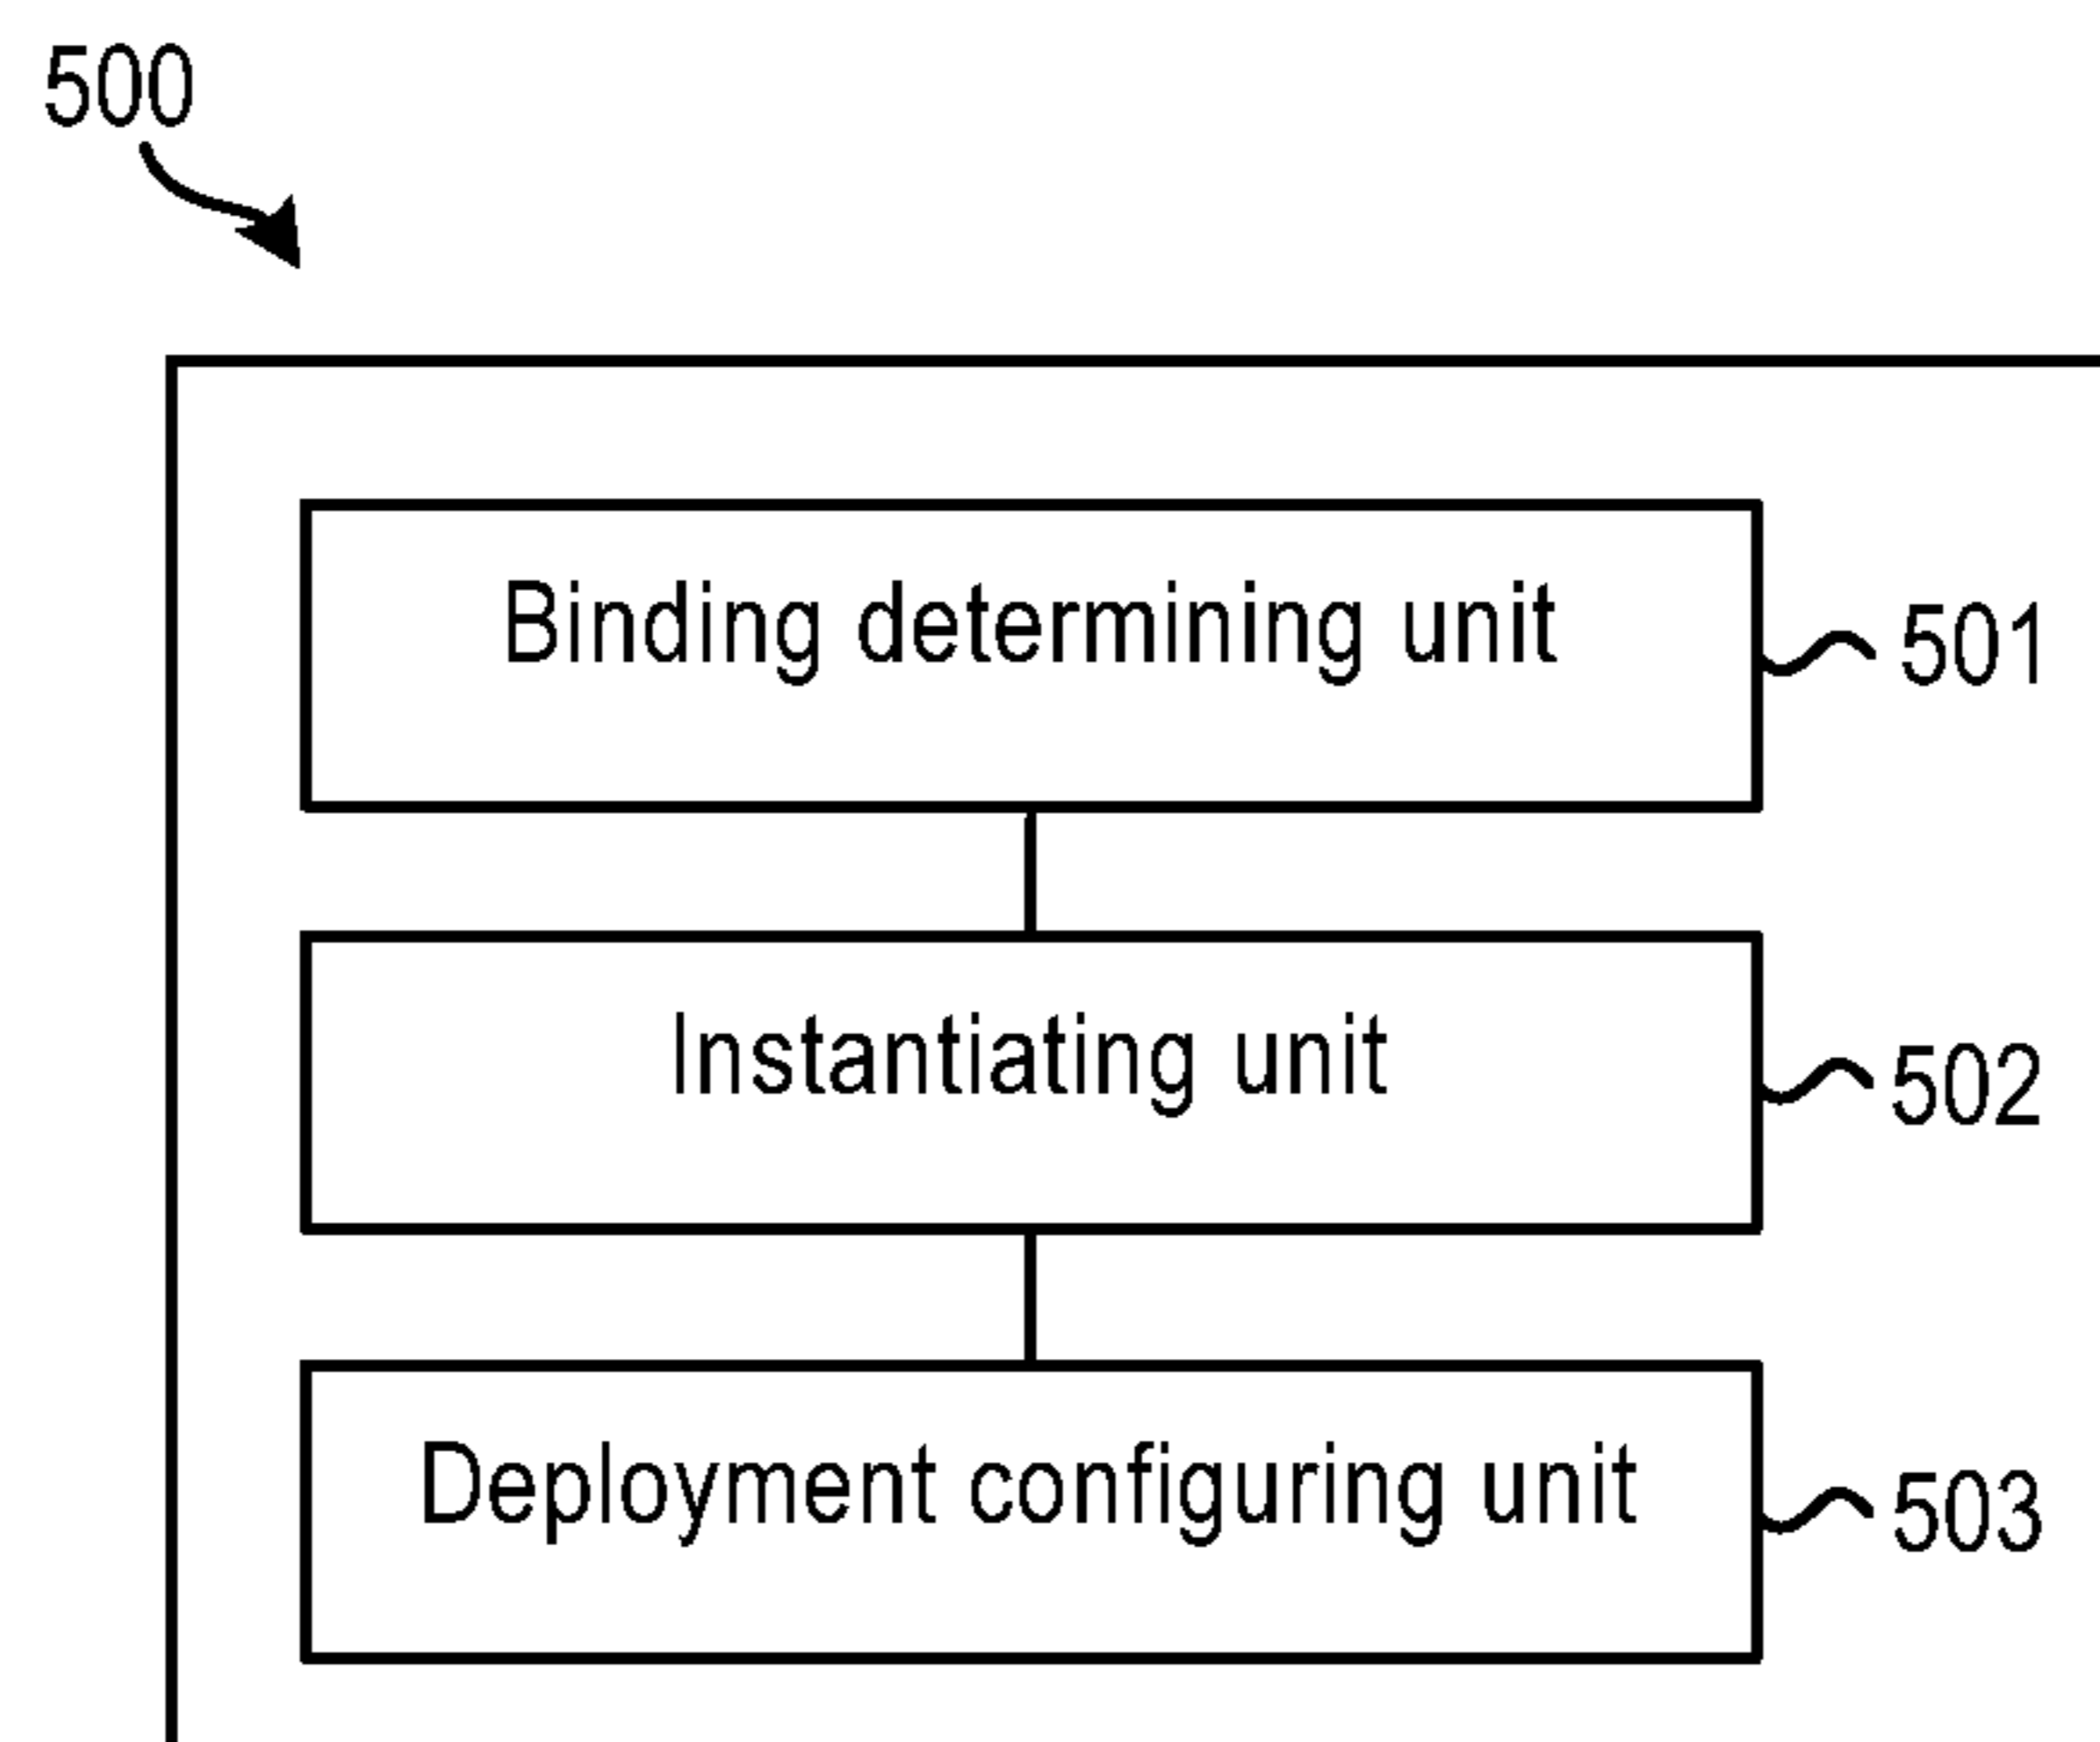 500
Binding determining unit
501
Instantiating unit
502
Deployment configuring unit
503